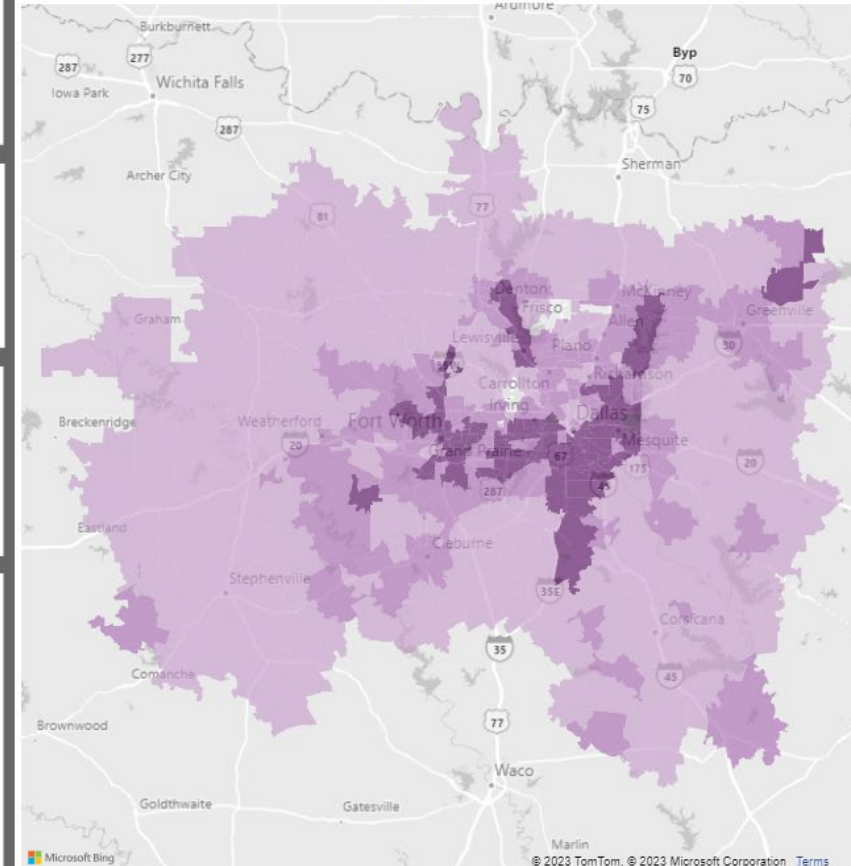 Ardmore
Burkburnett
Byp
287
277
70
Iowa Park
Wichita Falls
75
287
Sherman
Archer City
77
81
Denton
McKinney
Frisco
Greenville
Graham
Allen
Lewisville
30
Plano
Richardson
Carrollton
Irving
Dallas
Breckenridge
Weatherford
Fort Worth
Mesquite
20
Grand Prairie
67
20
175
287
45
Eastland
Cleburne
Stephenville
35E
Corsicana
35
Comanche
45
Brownwood
77
Waco
Goldthwaite
Gatesville
Marlin
Microsoft Bing
© 2023 TomTom, © 2023 Microsoft Corporation Terms